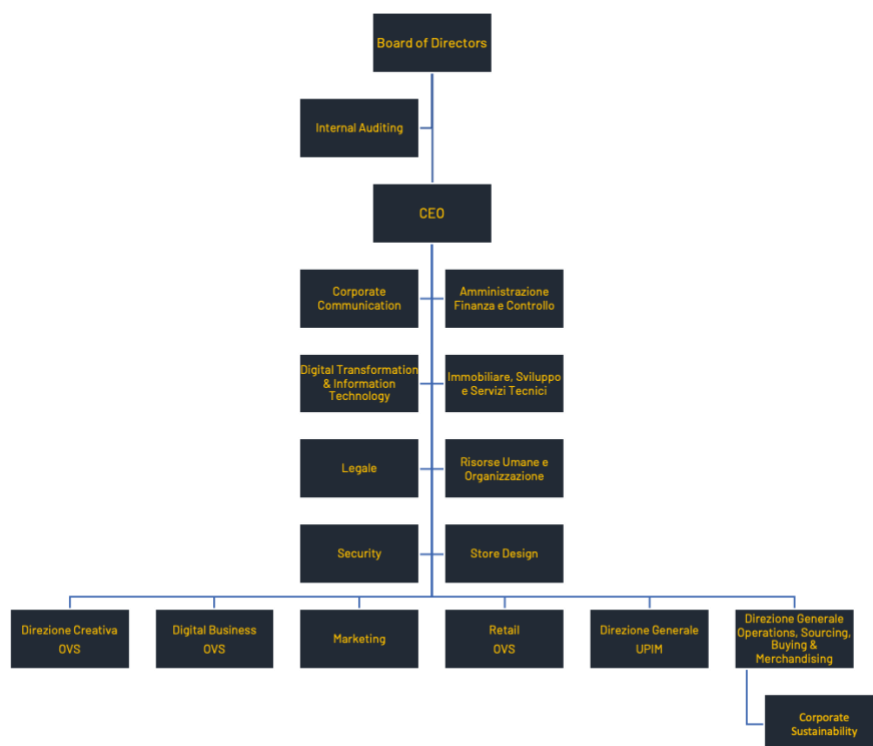 Board of Directors
Internal Auditing
CEO
Corporate
Communication
Amministrazione
Finanza e Controllo
Digital Transformation
& Information
Technology
Immobiliare, Sviluppo
e Servizi Tecnici
Legale
Risorse Umane e
Organizzazione
Security
Store Design
Direzione Creativa
OVS
Digital Business
OVS
Marketing
Retail
OVS
Direzione Generale
UPIM
Direzione Generale
Operations, Sourcing,
Buying &
Merchandising
Corporate
Sustainability